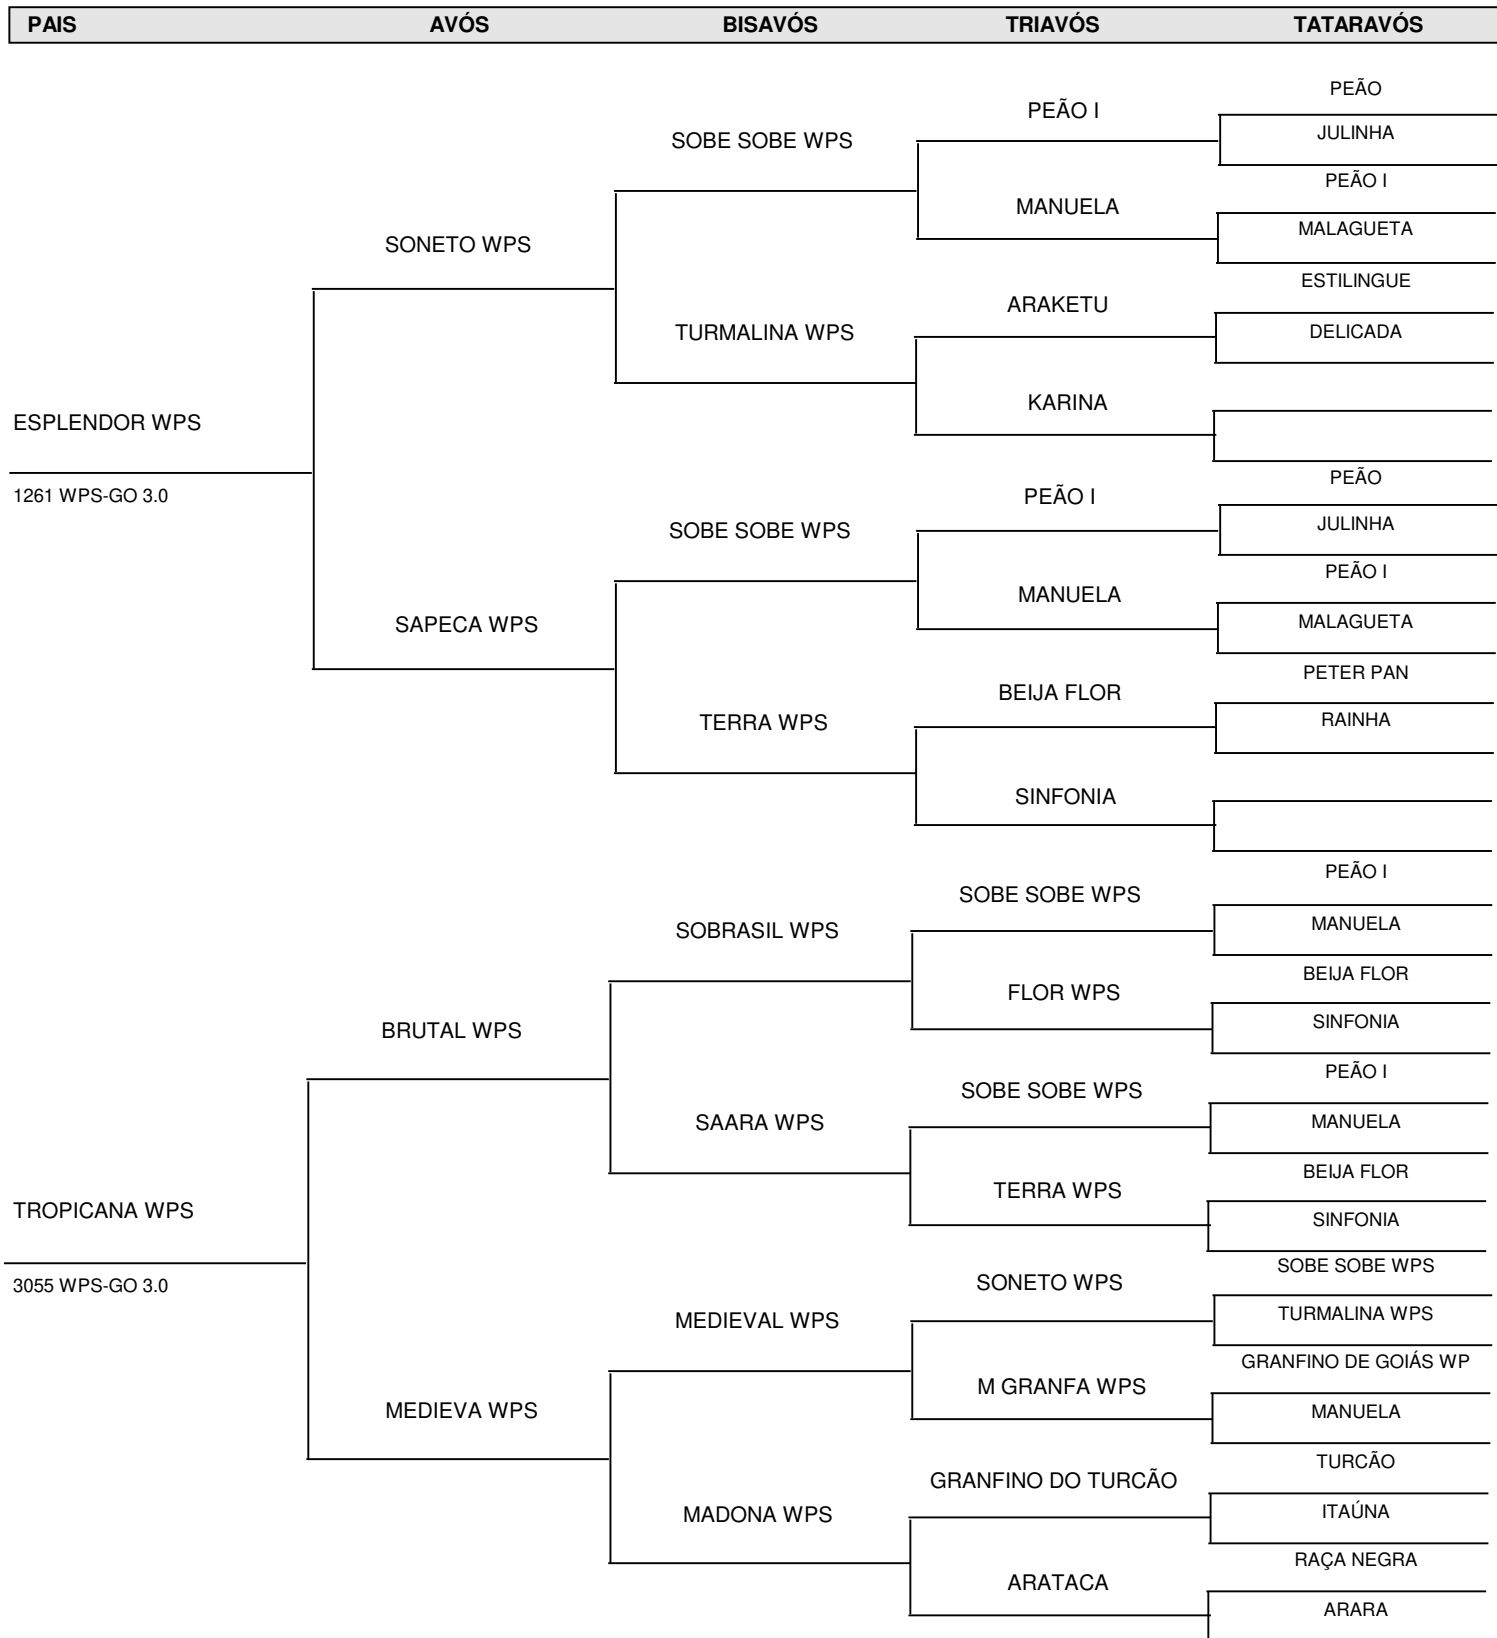 PAIS AVÓS BISAVÓS TRIAVÓS TATARAVÓS
PEÃO
PEÃO I
JULINHA
SOBE SOBE WPS
PEÃO I
MANUELA
MALAGUETA
SONETO WPS
ESTILINGUE
ARAKETU
TURMALINA WPS
DELICADA
KARINA
ESPLENDOR WPS
1261 WPS-GO 3.0
PEÃO
PEÃO I
JULINHA
SOBE SOBE WPS
PEÃO I
MANUELA
MALAGUETA
SAPECA WPS
PETER PAN
BEIJA FLOR
RAINHA
TERRA WPS
SINFONIA
PEÃO I
SOBE SOBE WPS
MANUELA
SOBRASIL WPS
BEIJA FLOR
FLOR WPS
SINFONIA
BRUTAL WPS
PEÃO I
SOBE SOBE WPS
MANUELA
SAARA WPS
BEIJA FLOR
TERRA WPS
SINFONIA
TROPICANA WPS
3055 WPS-GO 3.0
SOBE SOBE WPS
SONETO WPS
TURMALINA WPS
MEDIEVAL WPS
GRANFINO DE GOIÁS WP
M GRANFA WPS
MANUELA
MEDIEVA WPS
TURCÃO
GRANFINO DO TURCÃO
ITAÚNA
MADONA WPS
RAÇA NEGRA
ARATACA
ARARA